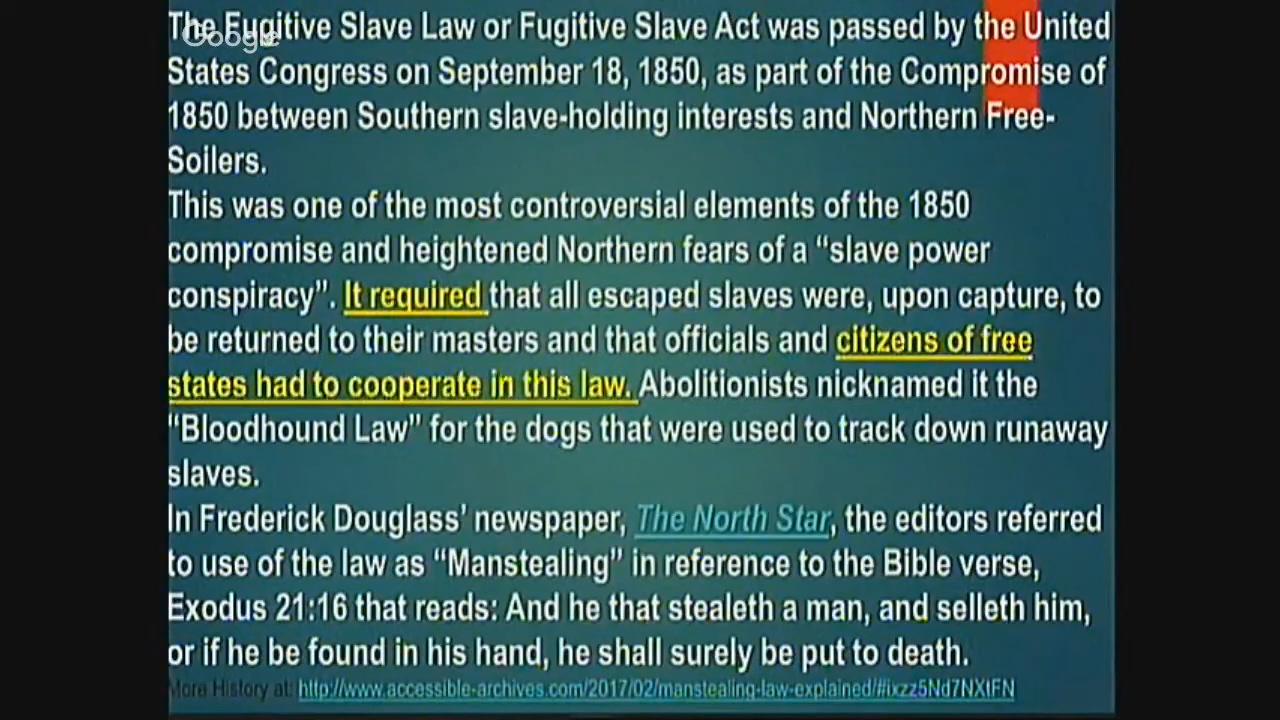 The Fugitive Slave Law or Fugitive Slave Act was passed by the United
Google
States Congress on September 18, 1850, as part of the Compromise of
1850 between Southern slave-holding interests and Northern Free-
Soilers.
This was one of the most controversial elements of the 1850
compromise and heightened Northern fears of a “slave power
conspiracy”. It required that all escaped slaves were, upon capture, to
be returned to their masters and that officials and citizens of free
states had to cooperate in this law. Abolitionists nicknamed it the
“Bloodhound Law” for the dogs that were used to track down runaway
slaves.
In Frederick Douglass’ newspaper, The North Star, the editors referred
to use of the law as “Manstealing” in reference to the Bible verse,
Exodus 21:16 that reads: And he that stealeth a man, and selleth him,
or if he be found in his hand, he shall surely be put to death.
More History at: http://www.accessible-archives.com/2017/02/manstealing-law-explained/#ixzz5Nd7NXtFN